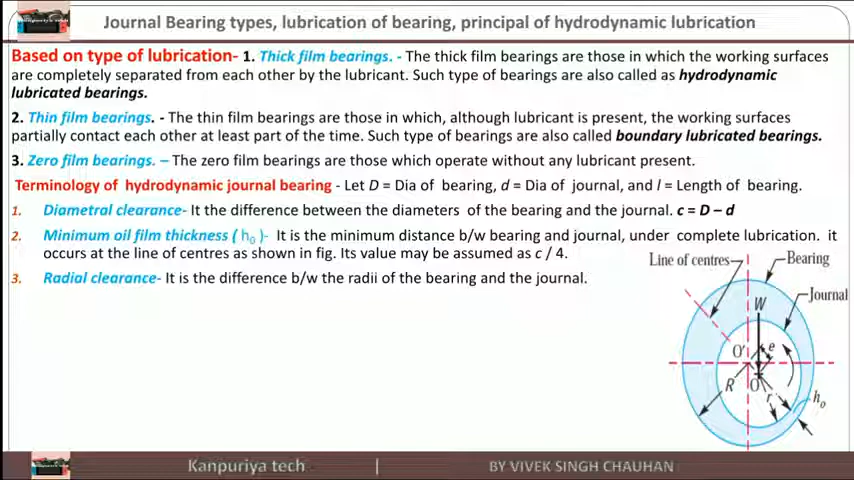 Journal Bearing types, lubrication of bearing, principal of hydrodynamic lubrication
Based on type of lubrication- 1. Thick film bearings. - The thick film bearings are those in which the working surfaces
are completely separated from each other by the lubricant. Such type of bearings are also called as hydrodynamic
lubricated bearings.
2. Thin film bearings. - The thin film bearings are those in which, although lubricant is present, the working surfaces
partially contact each other at least part of the time. Such type of bearings are also called boundary lubricated bearings.
3. Zero film bearings. – The zero film bearings are those which operate without any lubricant present.
Terminology of hydrodynamic journal bearing - Let D = Dia of bearing, d = Dia of journal, and l = Length of bearing.
1. Diametral clearance- It the difference between the diameters of the bearing and the journal. c = D – d
2. Minimum oil film thickness ( h₀ )- It is the minimum distance b/w bearing and journal, under complete lubrication. it
occurs at the line of centres as shown in fig. Its value may be assumed as c / 4.
3. Radial clearance- It is the difference b/w the radii of the bearing and the journal.
Line of centres
Bearing
Journal
W
O'
e
R
O
r
h₀
Kanpuriya tech | BY VIVEK SINGH CHAUHAN